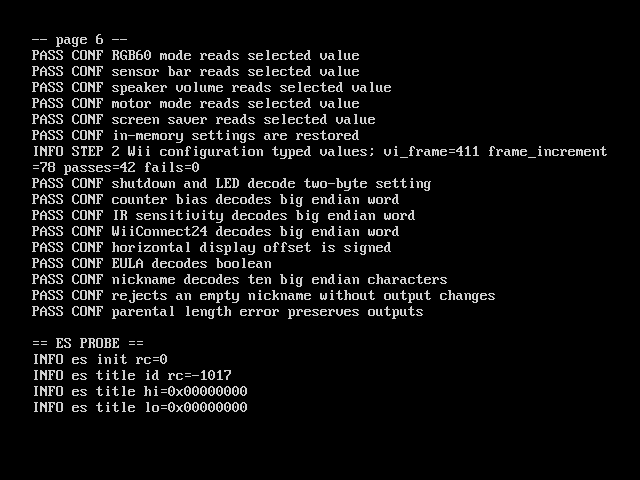 -- page 6 --
PASS CONF RGB60 mode reads selected value
PASS CONF sensor bar reads selected value
PASS CONF speaker volume reads selected value
PASS CONF motor mode reads selected value
PASS CONF screen saver reads selected value
PASS CONF in-memory settings are restored
INFO STEP 2 Wii configuration typed values; vi_frame=411 frame_increment
=78 passes=42 fails=0
PASS CONF shutdown and LED decode two-byte setting
PASS CONF counter bias decodes big endian word
PASS CONF IR sensitivity decodes big endian word
PASS CONF WiiConnect24 decodes big endian word
PASS CONF horizontal display offset is signed
PASS CONF EULA decodes boolean
PASS CONF nickname decodes ten big endian characters
PASS CONF rejects an empty nickname without output changes
PASS CONF parental length error preserves outputs
== ES PROBE ==
INFO es init rc=0
INFO es title id rc=-1017
INFO es title hi=0x00000000
INFO es title lo=0x00000000